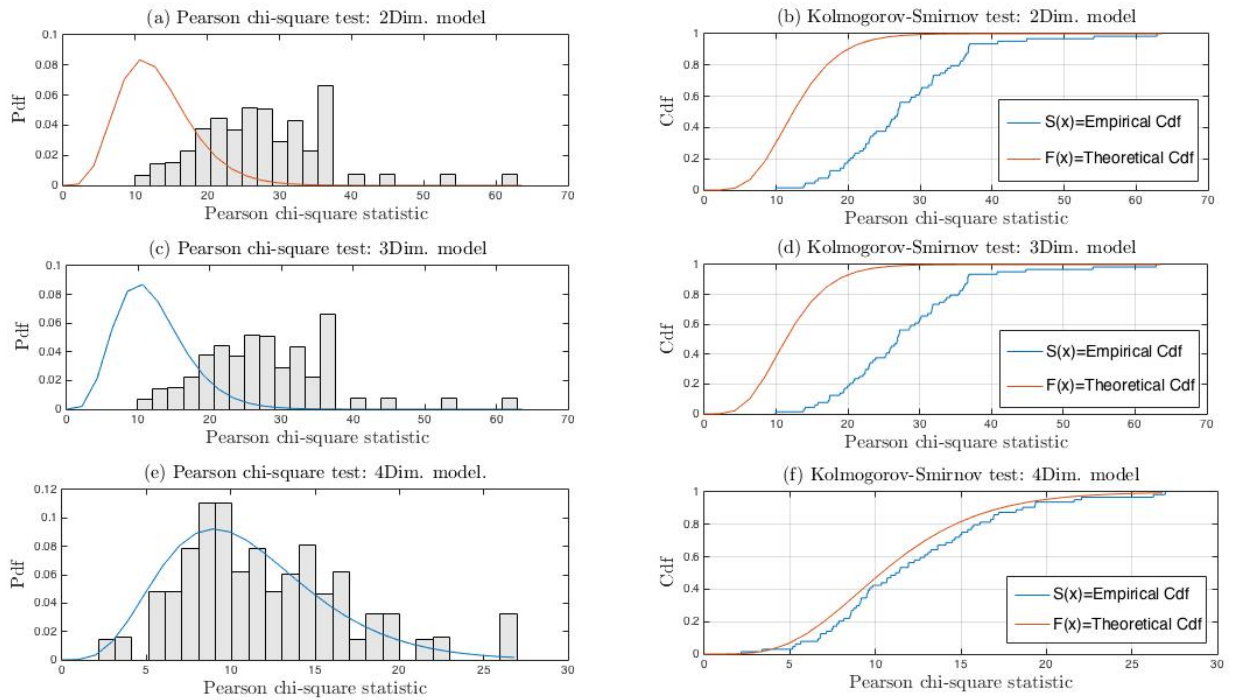 (a) Pearson chi-square test: 2Dim. model
0.1
0.08
0.06
0.04
0.02
0
Pdf
0 10 20 30 40 50 60 70
Pearson chi-square statistic
(b) Kolmogorov-Smirnov test: 2Dim. model
1
0.8
0.6
0.4
0.2
0
Cdf
S(x)=Empirical Cdf
F(x)=Theoretical Cdf
0 10 20 30 40 50 60 70
Pearson chi-square statistic
(c) Pearson chi-square test: 3Dim. model
0.1
0.08
0.06
0.04
0.02
0
Pdf
0 10 20 30 40 50 60 70
Pearson chi-square statistic
(d) Kolmogorov-Smirnov test: 3Dim. model
1
0.8
0.6
0.4
0.2
0
Cdf
S(x)=Empirical Cdf
F(x)=Theoretical Cdf
0 10 20 30 40 50 60 70
Pearson chi-square statistic
(e) Pearson chi-square test: 4Dim. model.
0.12
0.1
0.08
0.06
0.04
0.02
0
Pdf
0 5 10 15 20 25 30
Pearson chi-square statistic
(f) Kolmogorov-Smirnov test: 4Dim. model
1
0.8
0.6
0.4
0.2
0
Cdf
S(x)=Empirical Cdf
F(x)=Theoretical Cdf
0 5 10 15 20 25 30
Pearson chi-square statistic